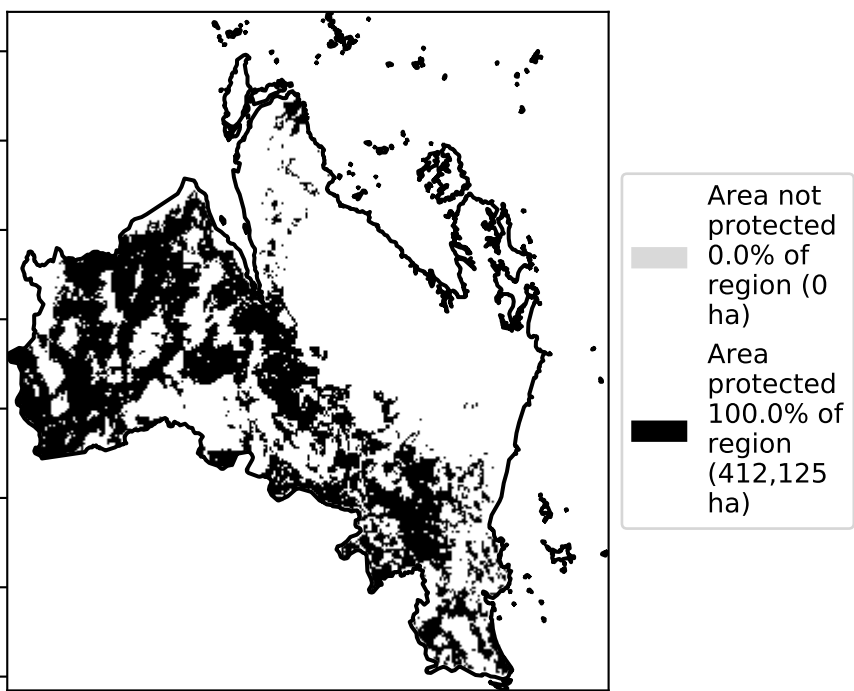 Area not
protected
0.0% of
region (0
ha)
Area
protected
100.0% of
region
(412,125
ha)